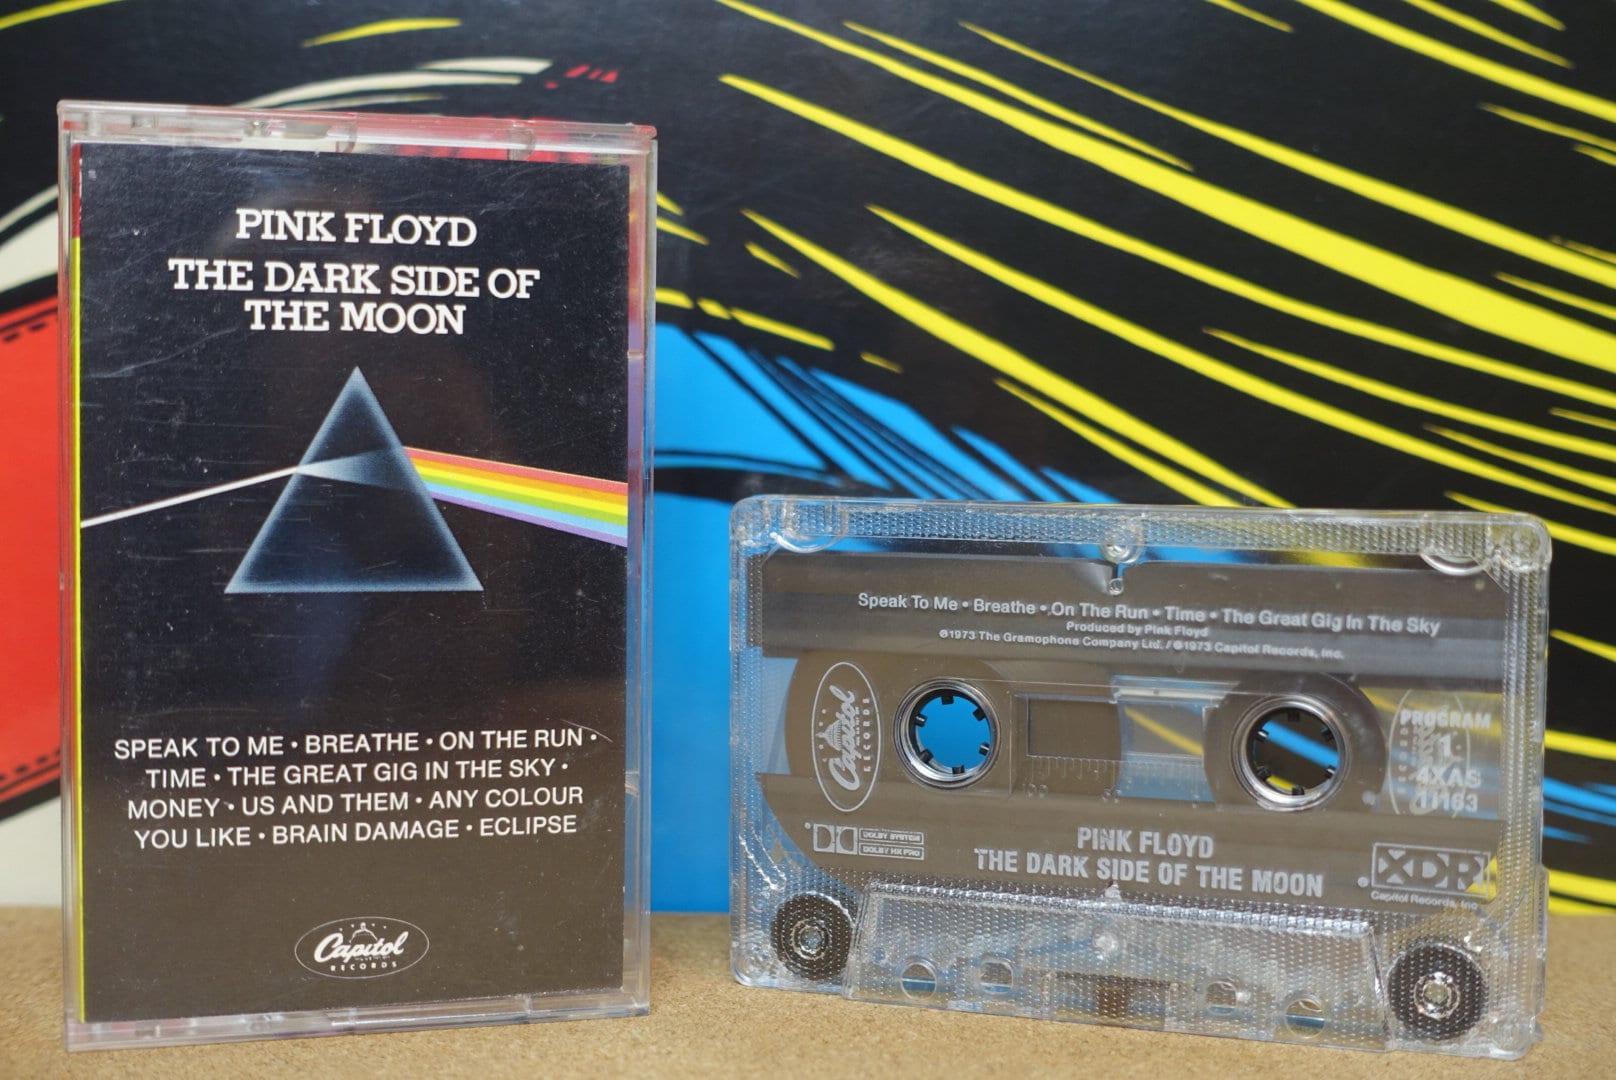 PINK FLOYD
THE DARK SIDE OF
THE MOON
SPEAK TO ME • BREATHE • ON THE RUN •
TIME • THE GREAT GIG IN THE SKY •
MONEY • US AND THEM • ANY COLOUR
YOU LIKE • BRAIN DAMAGE • ECLIPSE
Capitol
RECORDS
Speak To Me • Breathe • On The Run • Time • The Great Gig In The Sky
Produced by Pink Floyd
℗1973 The Gramophone Company Ltd. / ©1973 Capitol Records, Inc.
Capitol
RECORDS
PROGRAM
1
4XAS
11163
DOLBY SYSTEM
DOLBY HX PRO
PINK FLOYD
THE DARK SIDE OF THE MOON
XDR
Capitol Records, Inc